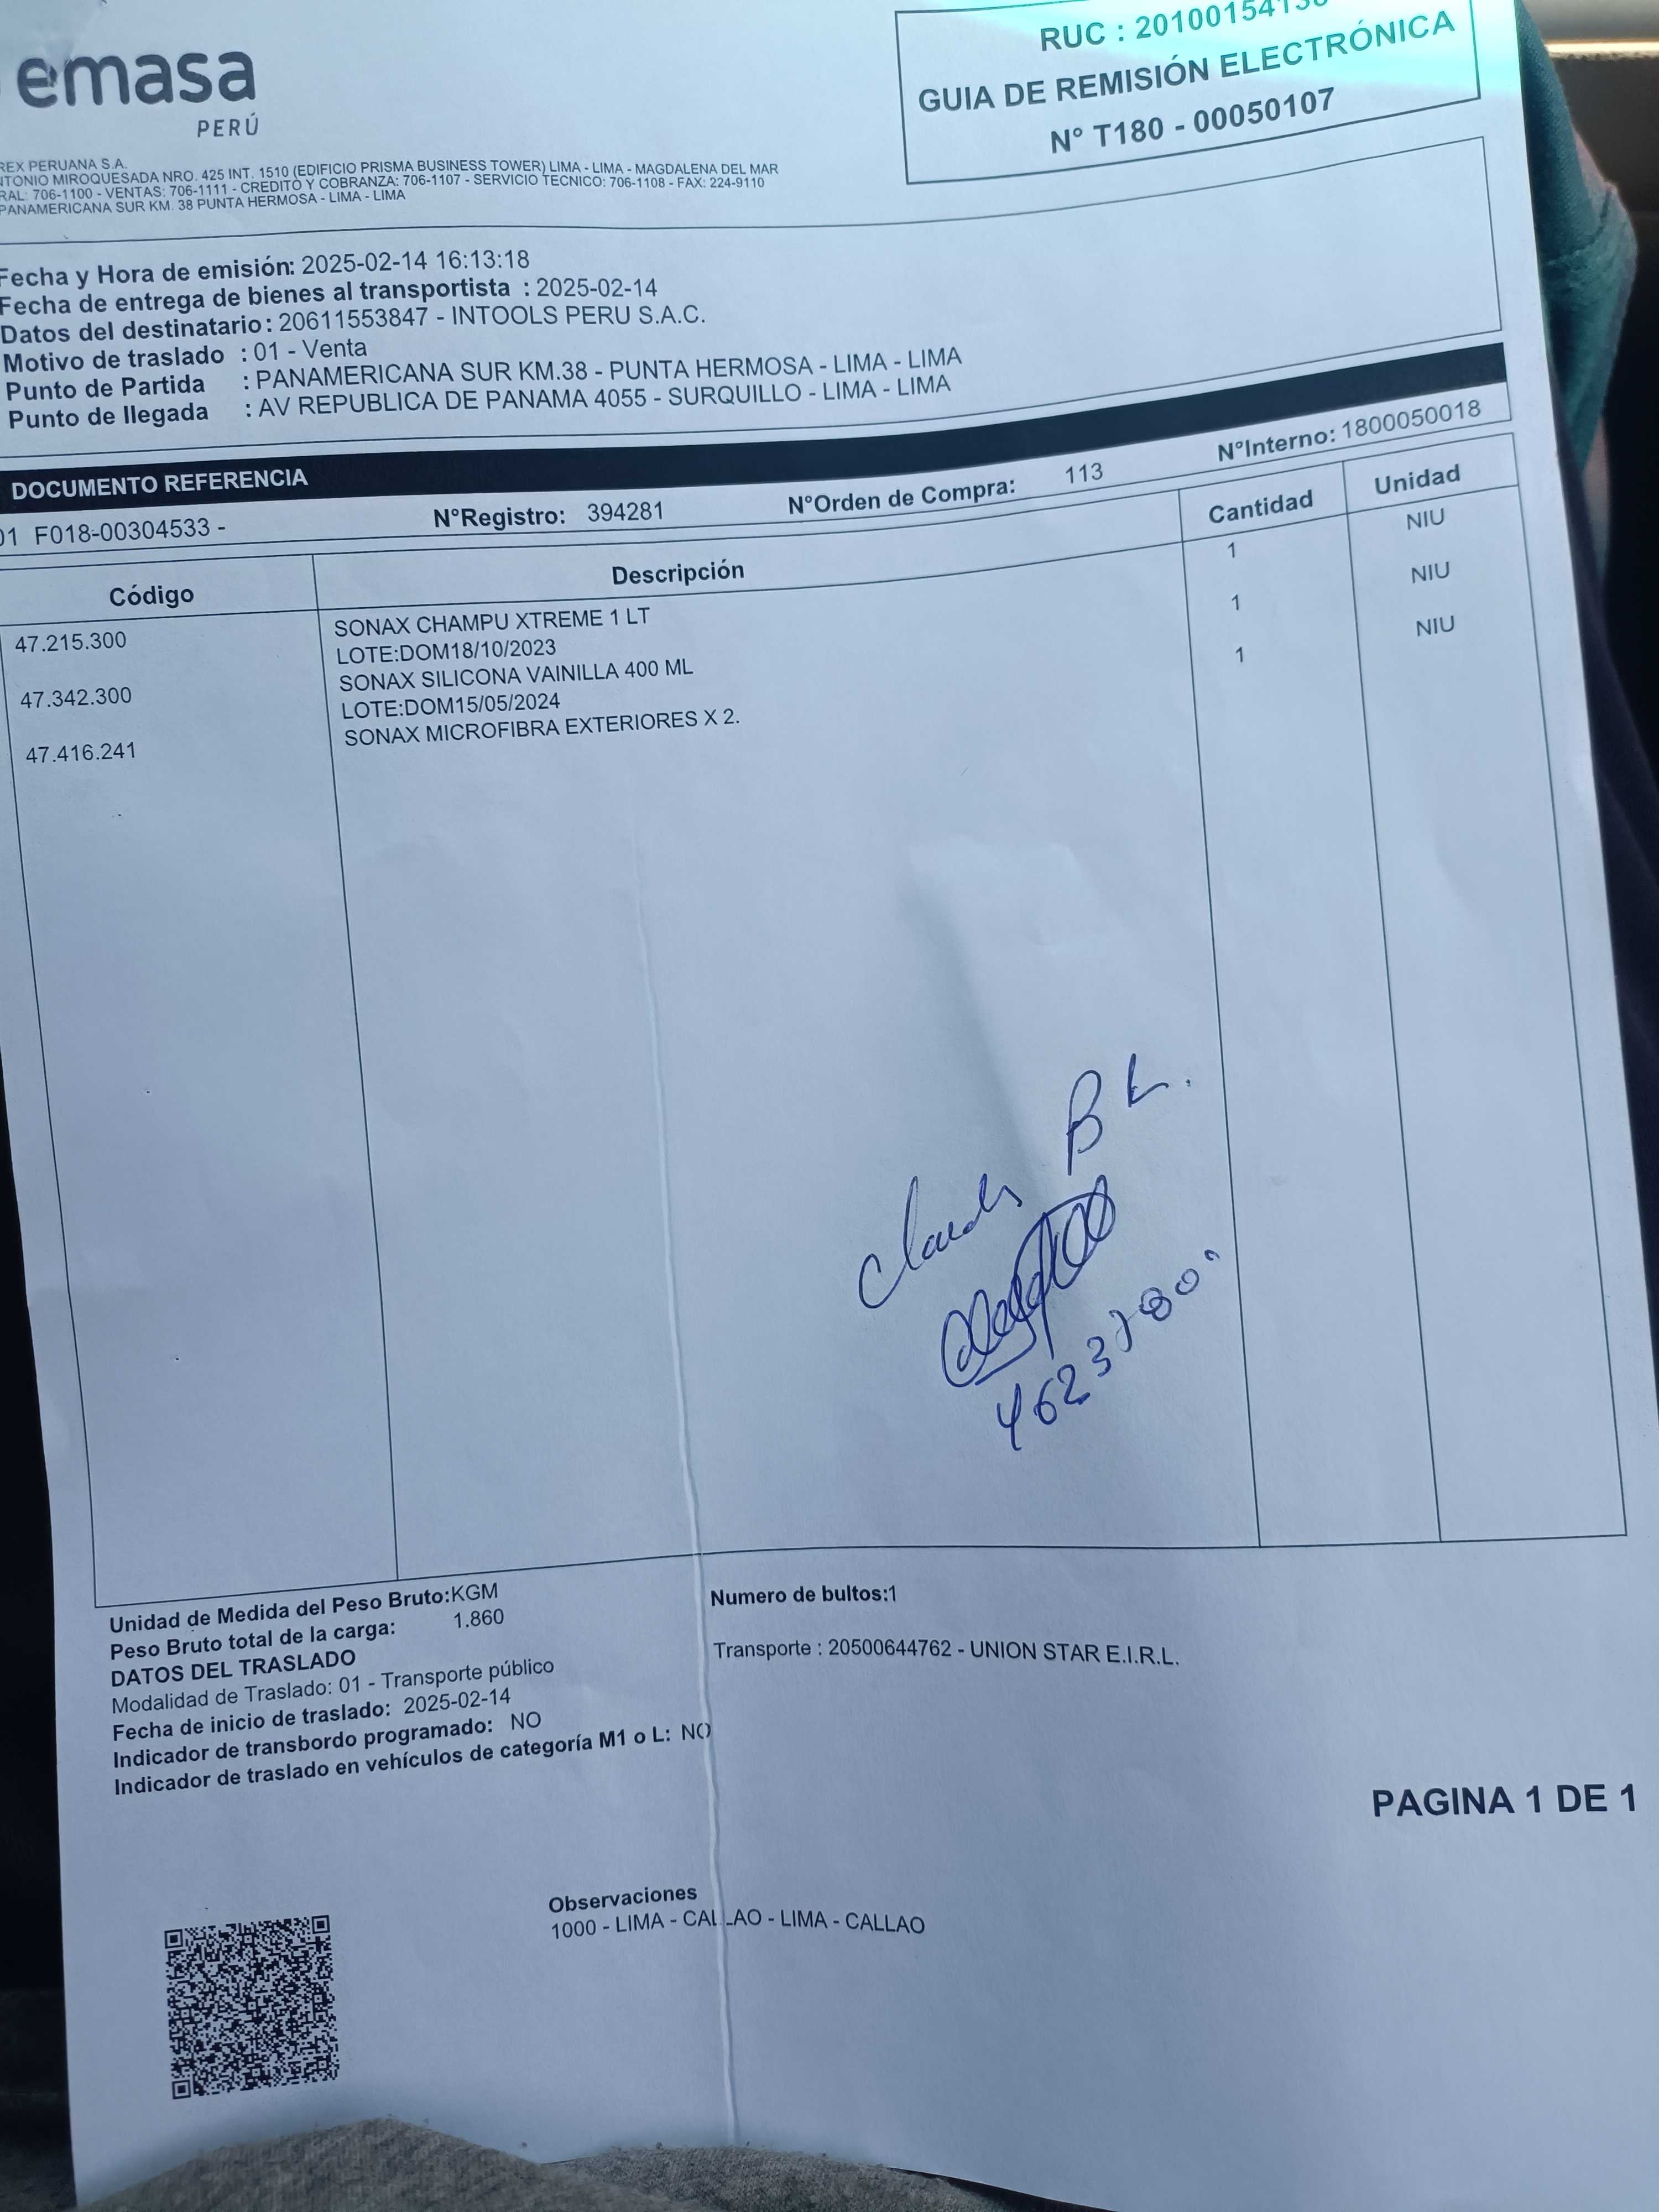 emasa
PERÚ
RUC : 20100154138
GUIA DE REMISIÓN ELECTRÓNICA
N° T180 - 00050107
REX PERUANA S.A.
NTONIO MIROQUESADA NRO. 425 INT. 1510 (EDIFICIO PRISMA BUSINESS TOWER) LIMA - LIMA - MAGDALENA DEL MAR
RAL: 706-1100 - VENTAS: 706-1111 - CREDITO Y COBRANZA: 706-1107 - SERVICIO TECNICO: 706-1108 - FAX: 224-9110
PANAMERICANA SUR KM. 38 PUNTA HERMOSA - LIMA - LIMA
Fecha y Hora de emisión: 2025-02-14 16:13:18
Fecha de entrega de bienes al transportista : 2025-02-14
Datos del destinatario: 20611553847 - INTOOLS PERU S.A.C.
Motivo de traslado : 01 - Venta
Punto de Partida : PANAMERICANA SUR KM.38 - PUNTA HERMOSA - LIMA - LIMA
Punto de llegada : AV REPUBLICA DE PANAMA 4055 - SURQUILLO - LIMA - LIMA
DOCUMENTO REFERENCIA
01 F018-00304533 - N°Registro: 394281 N°Orden de Compra: 113 N°Interno: 1800050018
Código Descripción Cantidad Unidad
47.215.300 SONAX CHAMPU XTREME 1 LT 1 NIU
LOTE:DOM18/10/2023
47.342.300 SONAX SILICONA VAINILLA 400 ML 1 NIU
LOTE:DOM15/05/2024
47.416.241 SONAX MICROFIBRA EXTERIORES X 2. 1 NIU
B L.
Unidad de Medida del Peso Bruto:KGM Numero de bultos:1
Peso Bruto total de la carga: 1.860
DATOS DEL TRASLADO Transporte : 20500644762 - UNION STAR E.I.R.L.
Modalidad de Traslado: 01 - Transporte público
Fecha de inicio de traslado: 2025-02-14
Indicador de transbordo programado: NO
Indicador de traslado en vehículos de categoría M1 o L: NO
PAGINA 1 DE 1
Observaciones
1000 - LIMA - CALLAO - LIMA - CALLAO